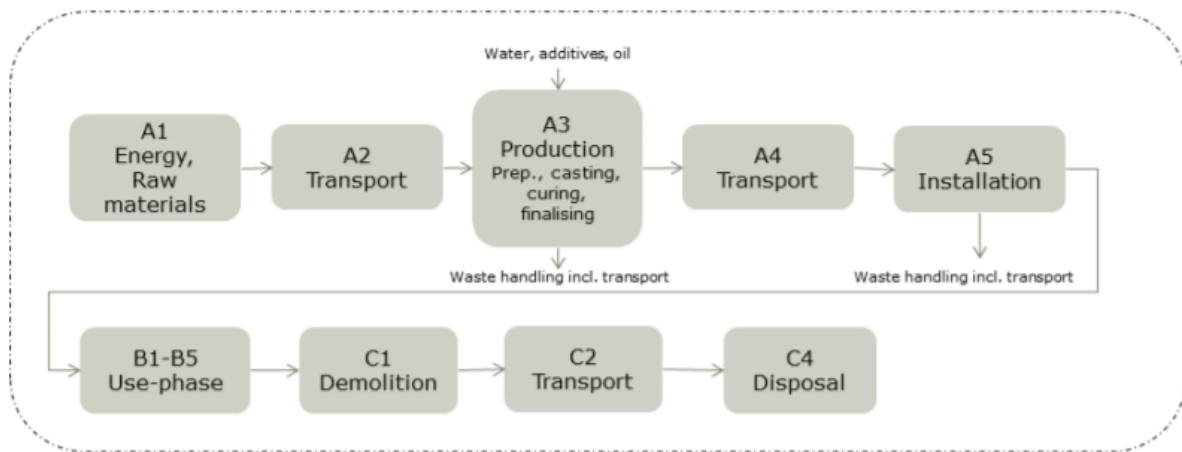 Water, additives, oil
A1
Energy,
Raw
materials
A2
Transport
A3
Production
Prep., casting,
curing,
finalising
A4
Transport
A5
Installation
Waste handling incl. transport
Waste handling incl. transport
B1-B5
Use-phase
C1
Demolition
C2
Transport
C4
Disposal